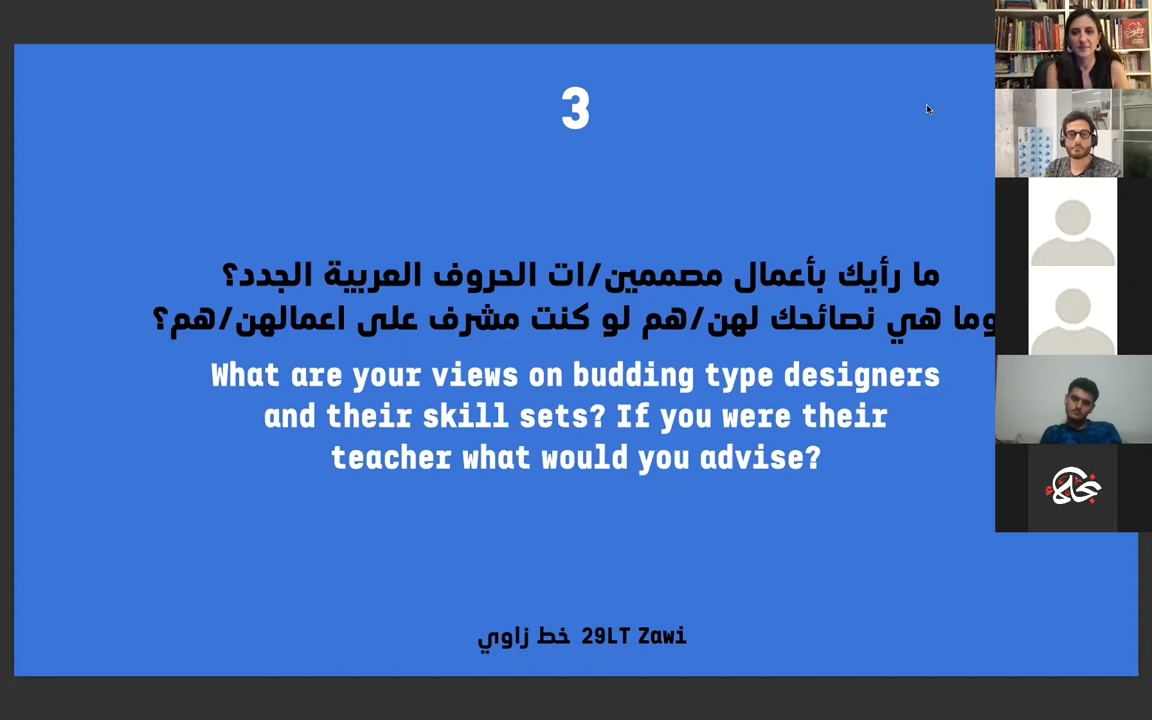 3
ما رأيك بأعمال مصممين/ات الحروف العربية الجدد؟
وما هي نصائحك لهن/هم لو كنت مشرف على اعمالهن/هم؟
What are your views on budding type designers
and their skill sets? If you were their
teacher what would you advise?
29LT Zawi خط زاوي